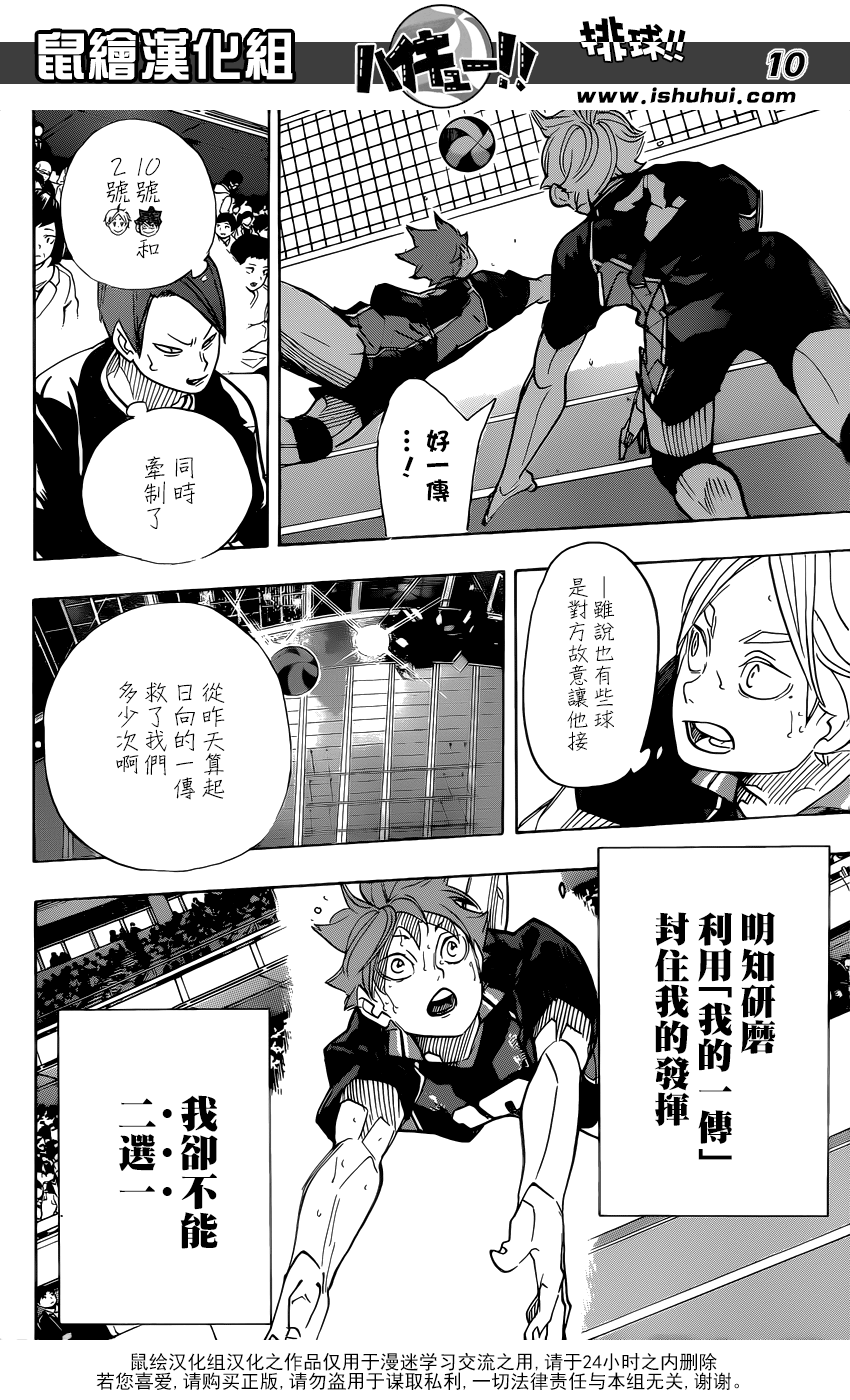 鼠繪漢化組
ハイキュー!!
排球!!
10
www.ishuhui.com
好一傳
…!
10號和
2號
同時
牽制了
—雖說也有些球
是對方故意讓他接
從昨天算起
日向的一傳
救了我們
多少次啊
明知研磨
利用「我的一傳」
封住我的發揮
我卻不能
二選一
鼠绘汉化组汉化之作品仅用于漫迷学习交流之用, 请于24小时之内删除
若您喜爱, 请购买正版, 请勿盗用于谋取私利, 一切法律责任与本组无关, 谢谢。